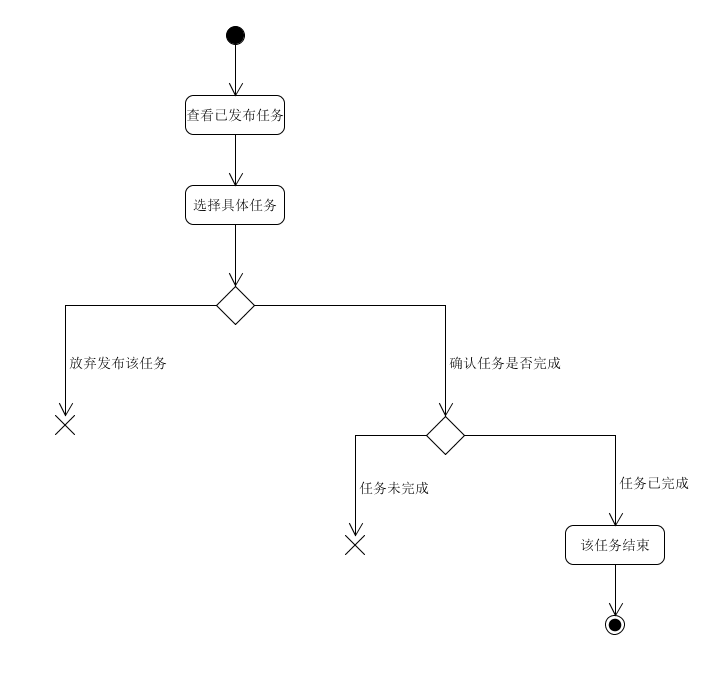 查看已发布任务
选择具体任务
放弃发布该任务
确认任务是否完成
任务未完成
任务已完成
该任务结束